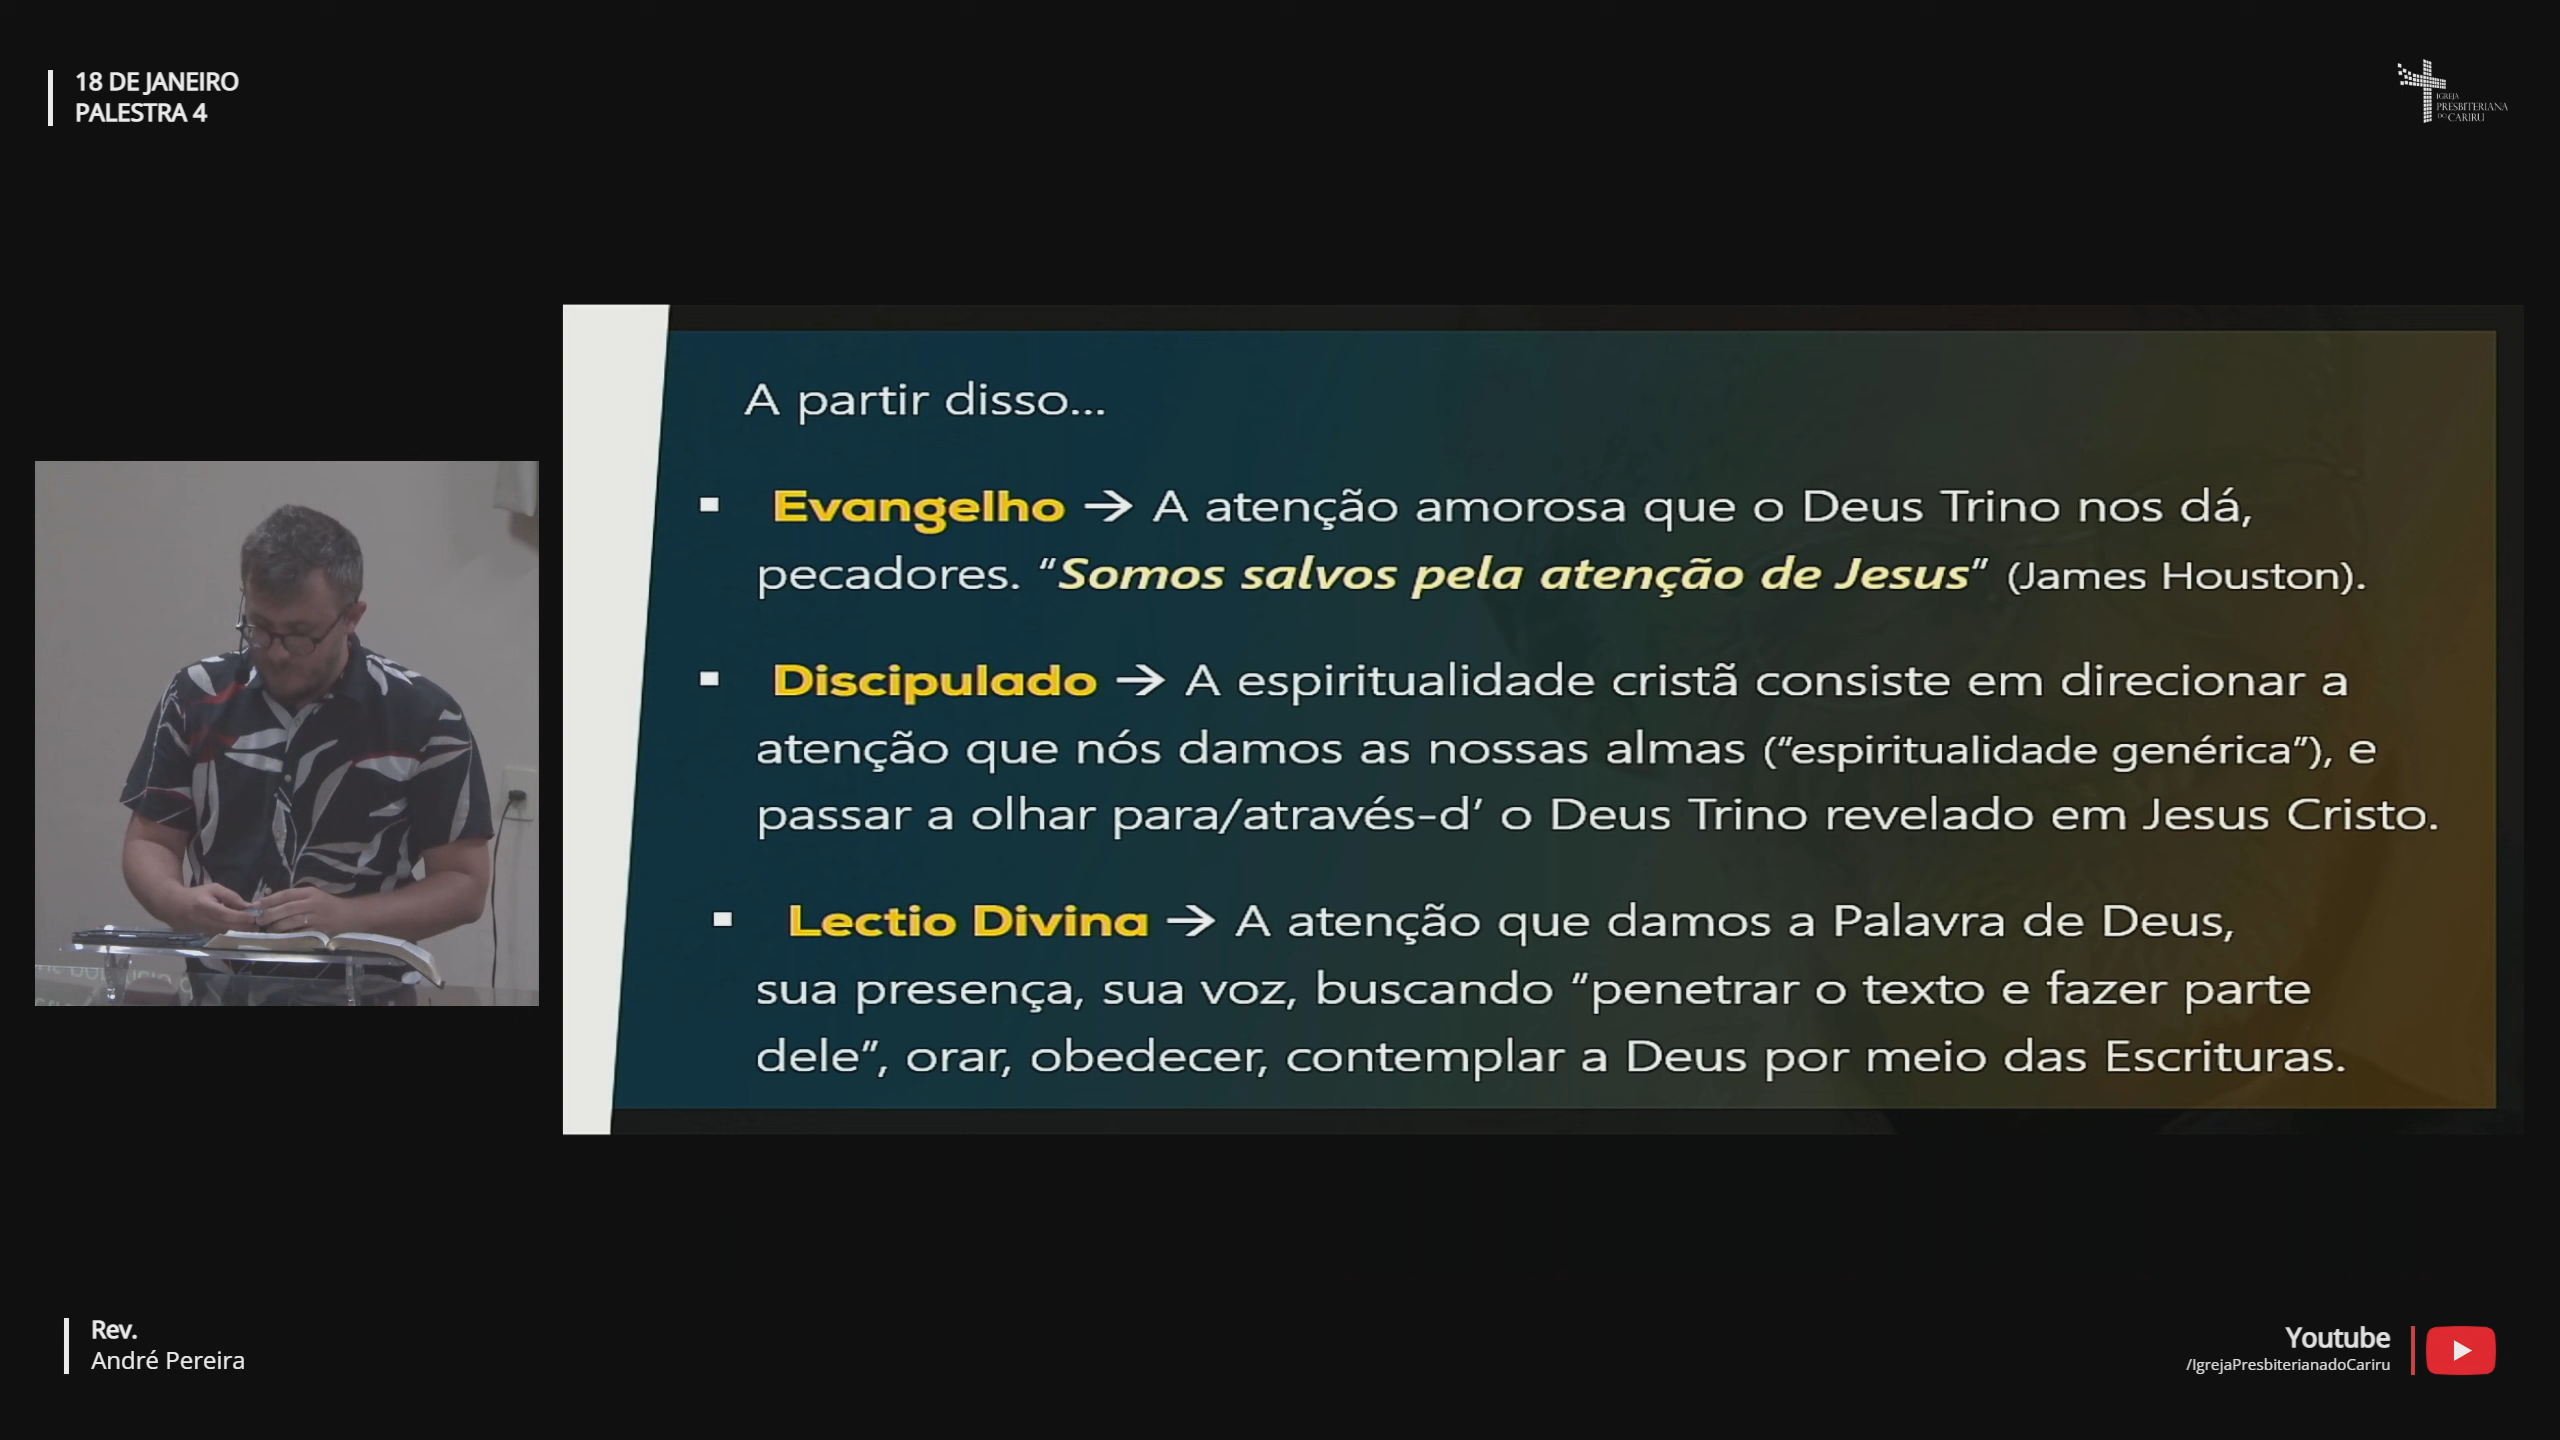 18 DE JANEIRO
PALESTRA 4
IGREJA
PRESBITERIANA
DO CARIRU
A partir disso...
▪ Evangelho → A atenção amorosa que o Deus Trino nos dá,
pecadores. “Somos salvos pela atenção de Jesus” (James Houston).
▪ Discipulado → A espiritualidade cristã consiste em direcionar a
atenção que nós damos as nossas almas (“espiritualidade genérica”), e
passar a olhar para/através-d’ o Deus Trino revelado em Jesus Cristo.
▪ Lectio Divina → A atenção que damos a Palavra de Deus,
sua presença, sua voz, buscando “penetrar o texto e fazer parte
dele”, orar, obedecer, contemplar a Deus por meio das Escrituras.
Rev.
André Pereira
Youtube
/IgrejaPresbiterianadoCariru